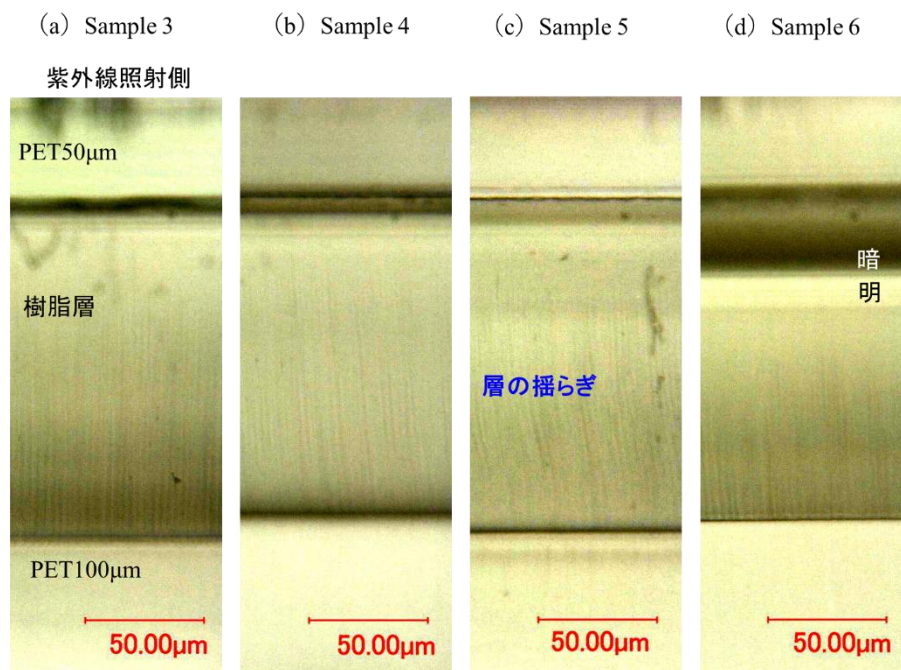 (a) Sample 3
(b) Sample 4
(c) Sample 5
(d) Sample 6
紫外線照射側
PET50μm
樹脂層
PET100μm
層の揺らぎ
暗
明
50.00μm
50.00μm
50.00μm
50.00μm